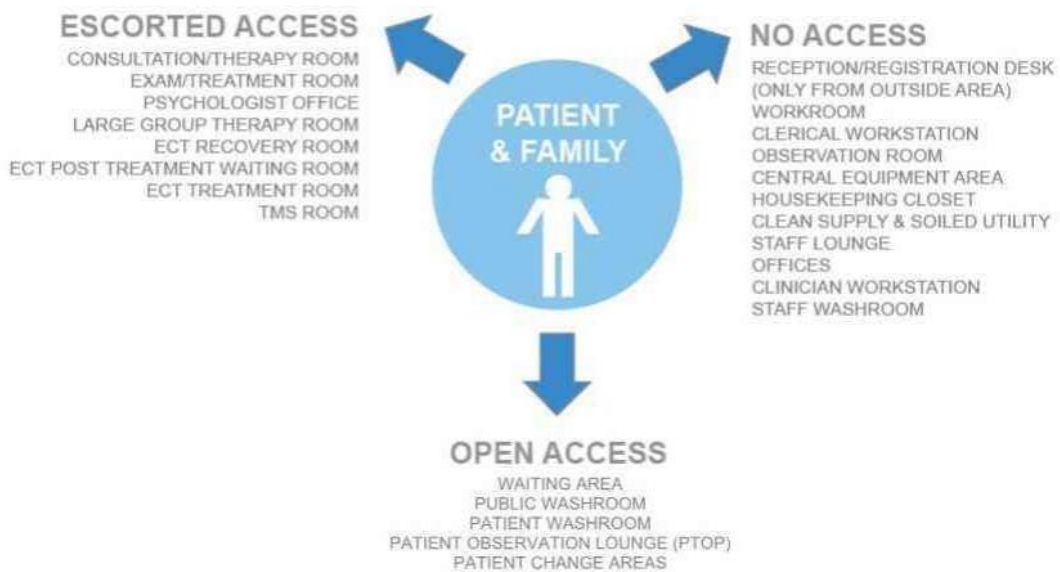 ESCORTED ACCESS
CONSULTATION/THERAPY ROOM
EXAM/TREATMENT ROOM
PSYCHOLOGIST OFFICE
LARGE GROUP THERAPY ROOM
ECT RECOVERY ROOM
ECT POST TREATMENT WAITING ROOM
ECT TREATMENT ROOM
TMS ROOM
PATIENT
& FAMILY
NO ACCESS
RECEPTION/REGISTRATION DESK
(ONLY FROM OUTSIDE AREA)
WORKROOM
CLERICAL WORKSTATION
OBSERVATION ROOM
CENTRAL EQUIPMENT AREA
HOUSEKEEPING CLOSET
CLEAN SUPPLY & SOILED UTILITY
STAFF LOUNGE
OFFICES
CLINICIAN WORKSTATION
STAFF WASHROOM
OPEN ACCESS
WAITING AREA
PUBLIC WASHROOM
PATIENT WASHROOM
PATIENT OBSERVATION LOUNGE (PTOP)
PATIENT CHANGE AREAS